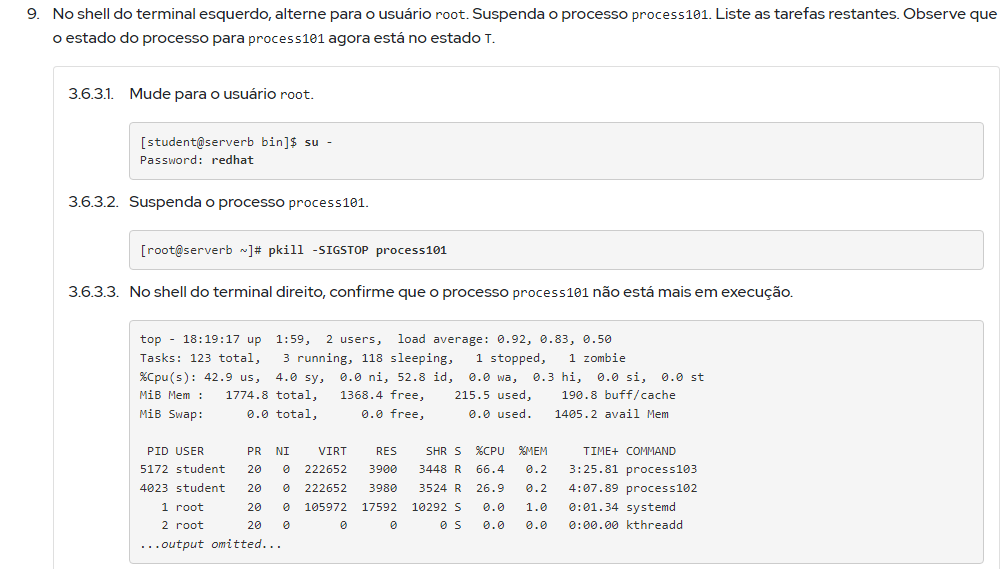 9. No shell do terminal esquerdo, alterne para o usuário root. Suspenda o processo process101. Liste as tarefas restantes. Observe que
o estado do processo para process101 agora está no estado T.
3.6.3.1. Mude para o usuário root.
[student@serverb bin]$ su -
Password: redhat
3.6.3.2. Suspenda o processo process101.
[root@serverb ~]# pkill -SIGSTOP process101
3.6.3.3. No shell do terminal direito, confirme que o processo process101 não está mais em execução.
top - 18:19:17 up  1:59,  2 users,  load average: 0.92, 0.83, 0.50
Tasks: 123 total,   3 running, 118 sleeping,   1 stopped,   1 zombie
%Cpu(s): 42.9 us,  4.0 sy,  0.0 ni, 52.8 id,  0.0 wa,  0.3 hi,  0.0 si,  0.0 st
MiB Mem :   1774.8 total,   1368.4 free,    215.5 used,    190.8 buff/cache
MiB Swap:      0.0 total,      0.0 free,      0.0 used.   1405.2 avail Mem
PID USER      PR  NI    VIRT    RES    SHR S  %CPU  %MEM     TIME+ COMMAND
5172 student   20   0  222652   3900   3448 R  66.4   0.2   3:25.81 process103
4023 student   20   0  222652   3980   3524 R  26.9   0.2   4:07.89 process102
1 root      20   0  105972  17592  10292 S   0.0   1.0   0:01.34 systemd
2 root      20   0       0      0      0 S   0.0   0.0   0:00.00 kthreadd
...output omitted...